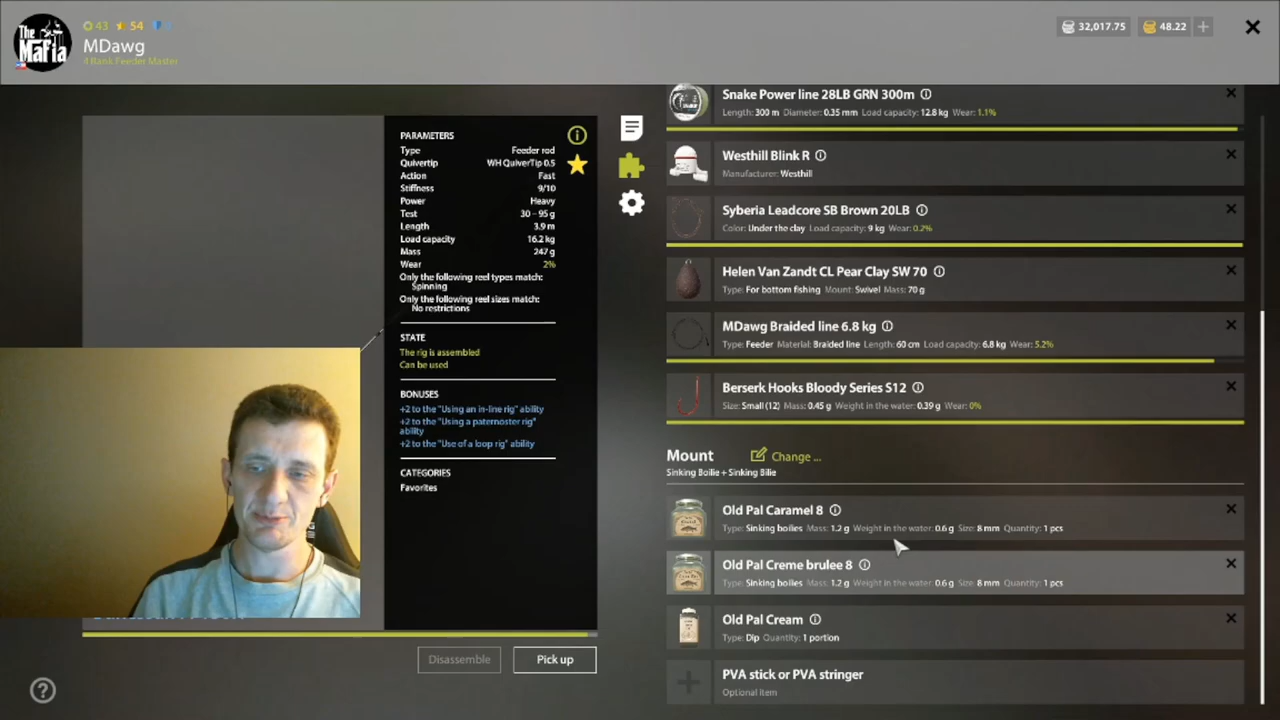 The
Mafia
43 54
MDawg
4 Rank Feeder Master
32,017.75 48.22
PARAMETERS
Type Feeder rod
Quivertip WH QuiverTip 0.5
Action Fast
Stiffness 9/10
Power Heavy
Test 30 – 95 g
Length 3.9 m
Load capacity 16.2 kg
Mass 247 g
Wear 2%
Only the following reel types match:
Spinning
Only the following reel sizes match:
No restrictions
STATE
The rig is assembled
Can be used
BONUSES
+2 to the "Using an in-line rig" ability
+2 to the "Using a paternoster rig"
ability
+2 to the "Use of a loop rig" ability
CATEGORIES
Favorites
Disassemble Pick up
Snake Power line 28LB GRN 300m
Length: 300 m Diameter: 0.35 mm Load capacity: 12.8 kg Wear: 1.1%
Westhill Blink R
Manufacturer: Westhill
Syberia Leadcore SB Brown 20LB
Color: Under the clay Load capacity: 9 kg Wear: 0.2%
Helen Van Zandt CL Pear Clay SW 70
Type: For bottom fishing Mount: Swivel Mass: 70 g
MDawg Braided line 6.8 kg
Type: Feeder Material: Braided line Length: 60 cm Load capacity: 6.8 kg Wear: 5.2%
Berserk Hooks Bloody Series S12
Size: Small (12) Mass: 0.45 g Weight in the water: 0.39 g Wear: 0%
Mount Change ...
Sinking Boilie + Sinking Bilie
Old Pal Caramel 8
Type: Sinking boilies Mass: 1.2 g Weight in the water: 0.6 g Size: 8 mm Quantity: 1 pcs
Old Pal Creme brulee 8
Type: Sinking boilies Mass: 1.2 g Weight in the water: 0.6 g Size: 8 mm Quantity: 1 pcs
Old Pal Cream
Type: Dip Quantity: 1 portion
PVA stick or PVA stringer
Optional item